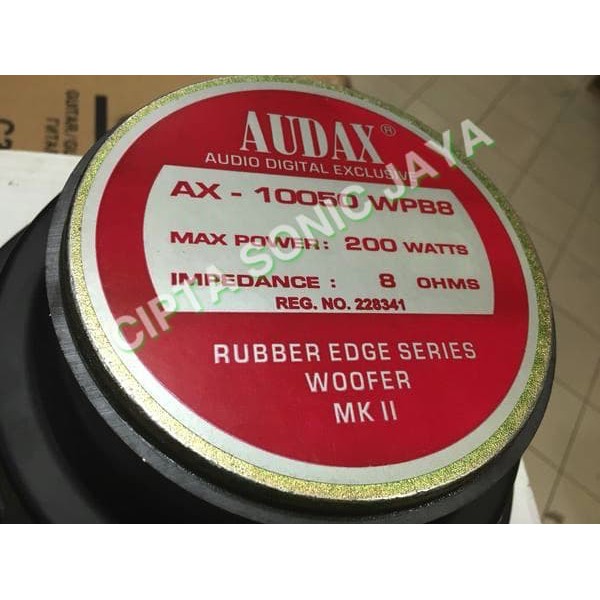 AUDAX®
AUDIO DIGITAL EXCLUSIVE
AX - 10050 WPB8
MAX POWER: 200 WATTS
IMPEDANCE : 8 OHMS
REG. NO. 228341
RUBBER EDGE SERIES
WOOFER
MK II
CIPTA SONIC JAYA